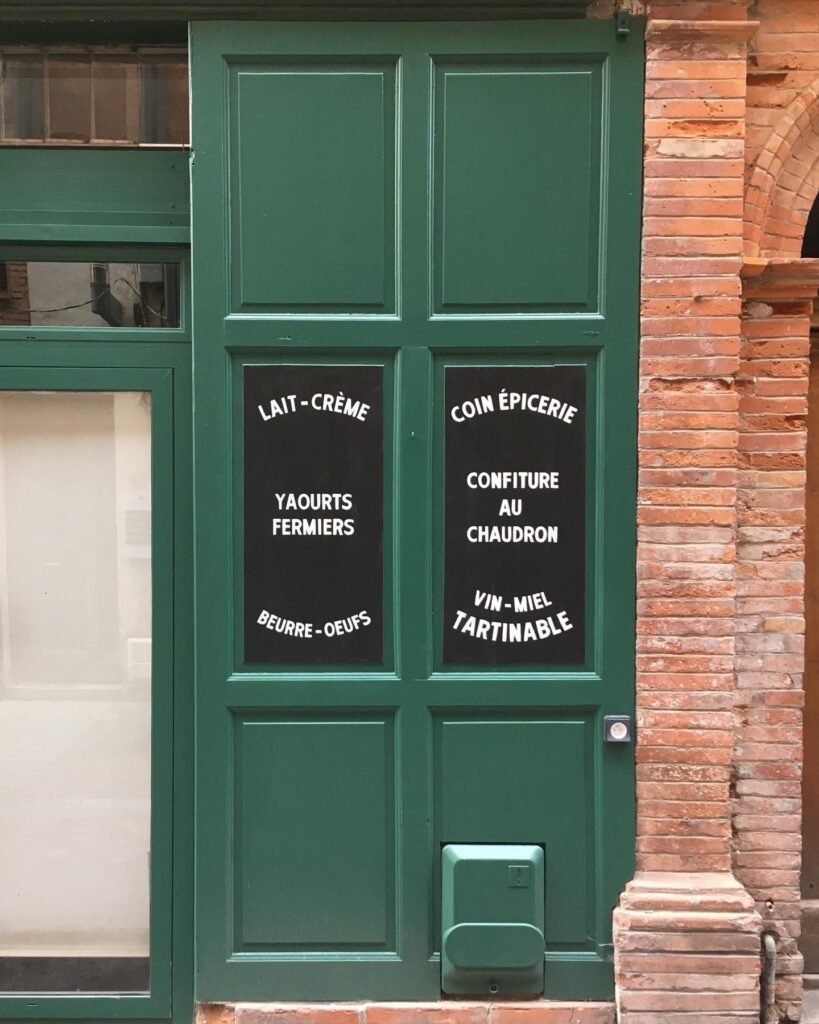 LAIT-CRÈME
YAOURTS
FERMIERS
BEURRE-OEUFS
COIN ÉPICERIE
CONFITURE
AU
CHAUDRON
VIN-MIEL
TARTINABLE